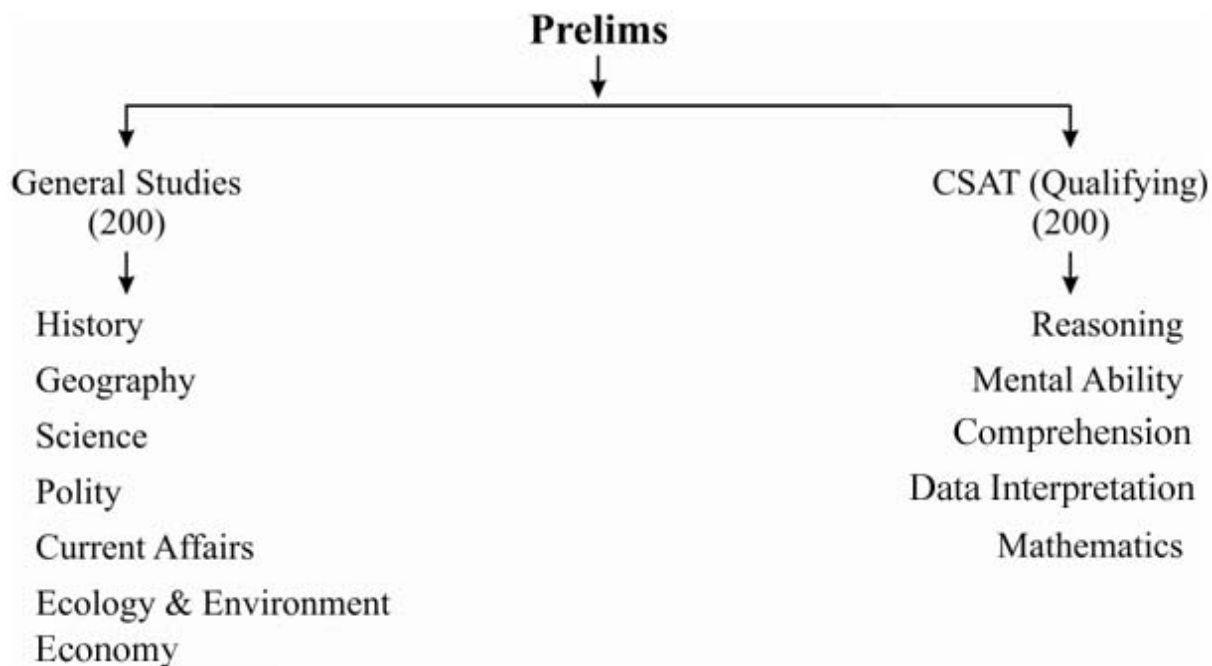 Prelims
General Studies
(200)
History
Geography
Science
Polity
Current Affairs
Ecology & Environment
Economy
CSAT (Qualifying)
(200)
Reasoning
Mental Ability
Comprehension
Data Interpretation
Mathematics